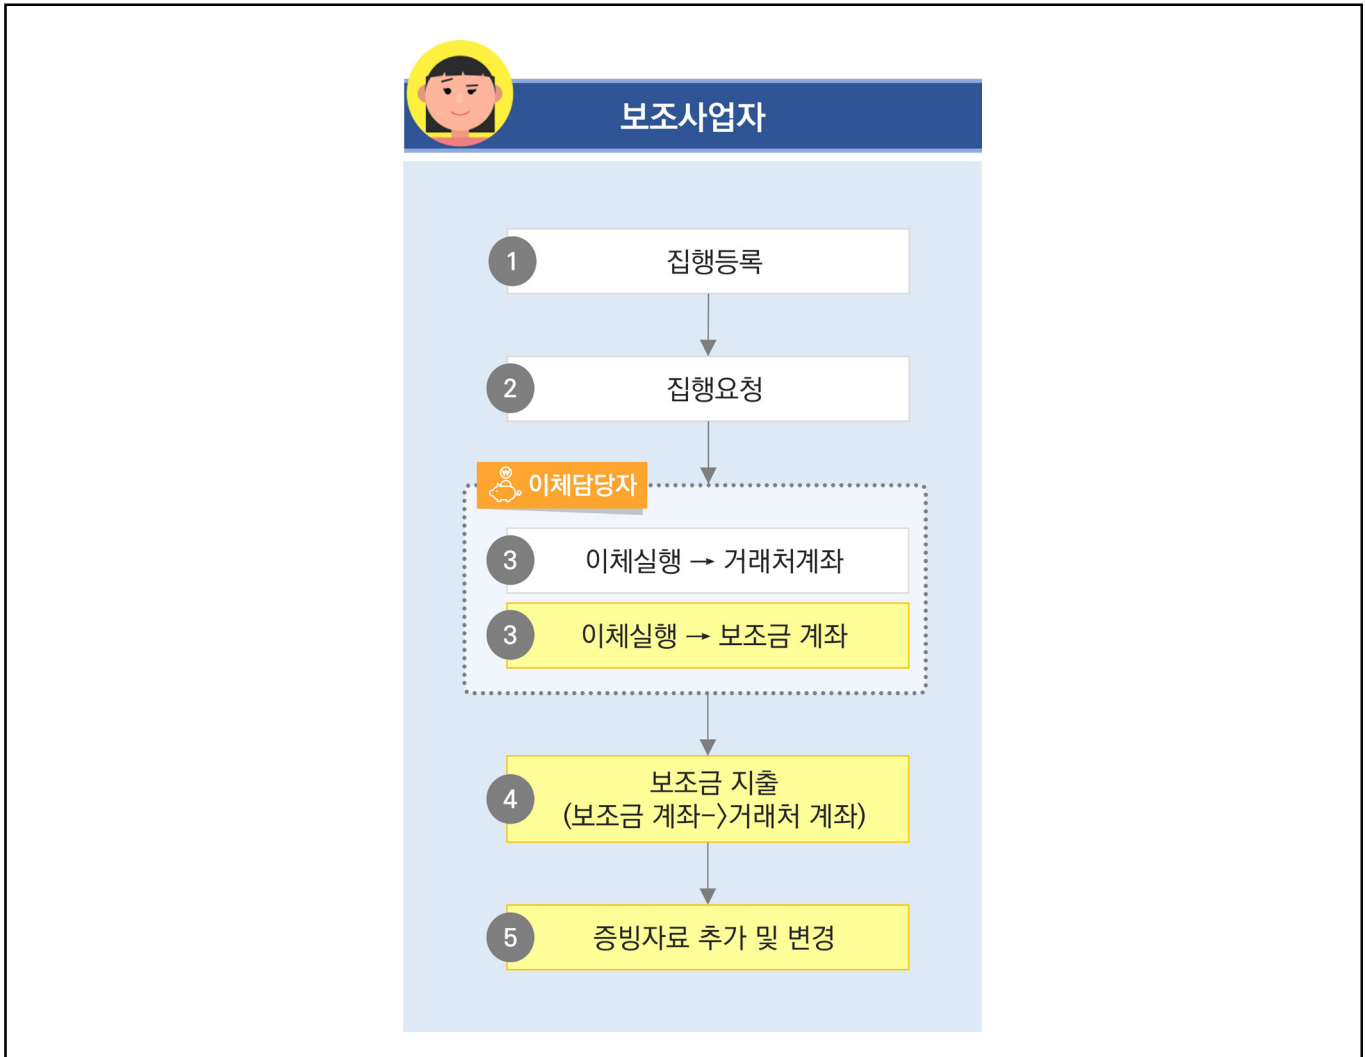 보조사업자
1
집행등록
2
집행요청
이체담당자
3
이체실행 → 거래처계좌
3
이체실행 → 보조금 계좌
4
보조금 지출
(보조금 계좌->거래처 계좌)
5
증빙자료 추가 및 변경